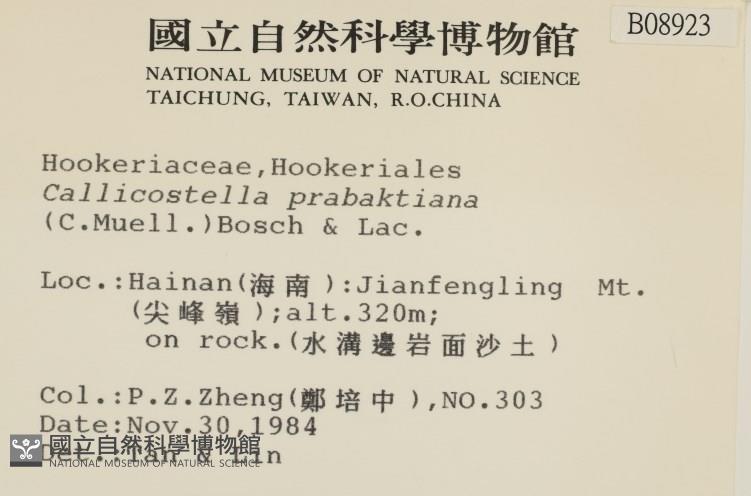 國立自然科學博物館
B08923
NATIONAL MUSEUM OF NATURAL SCIENCE
TAICHUNG, TAIWAN, R.O.CHINA
Hookeriaceae,Hookeriales
Callicostella prabaktiana
(C.Muell.)Bosch & Lac.
Loc.:Hainan(海南):Jianfengling Mt.
(尖峰嶺);alt.320m;
on rock.(水溝邊岩面沙土)
Col.:P.Z.Zheng(鄭培中),NO.303
Date:Nov.30,1984
Det.:Tan & Lin
國立自然科學博物館
NATIONAL MUSEUM OF NATURAL SCIENCE